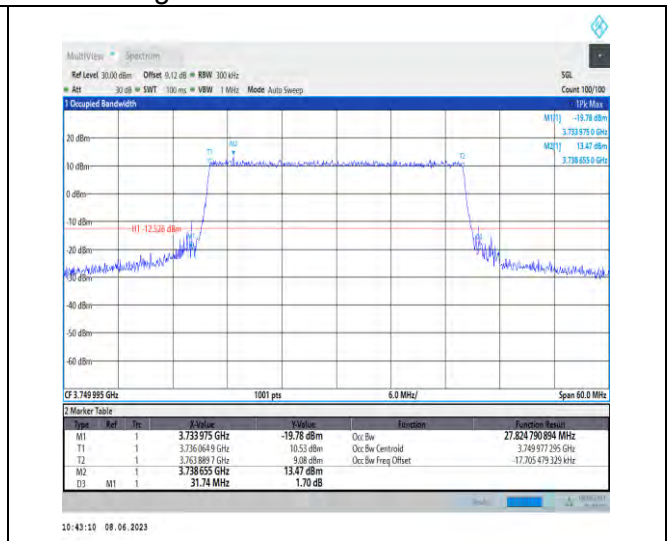 MultiView Spectrum
Ref Level 30.00 dBm Offset 9.12 dB RBW 300 kHz SGL
Att 30 dB SWT 100 ms VBW 1 MHz Mode Auto Sweep Count 100/100
1 Occupied Bandwidth 1Pk Max
M1[1] -19.78 dBm
3.733 975 0 GHz
M2[1] 13.47 dBm
3.738 655 0 GHz
20 dBm
T1 M2 T2
10 dBm
0 dBm
-10 dBm
H1 -12.528 dBm
-20 dBm
-30 dBm
-40 dBm
-50 dBm
-60 dBm
CF 3.749 995 GHz 1001 pts 6.0 MHz/ Span 60.0 MHz
2 Marker Table
Type Ref Trc X-Value Y-Value Function Function Result
M1 1 3.733 975 GHz -19.78 dBm Occ Bw 27.824 790 894 MHz
T1 1 3.736 064 9 GHz 10.53 dBm Occ Bw Centroid 3.749 977 295 GHz
T2 1 3.763 889 7 GHz 9.08 dBm Occ Bw Freq Offset -17.705 479 329 kHz
M2 1 3.738 655 GHz 13.47 dBm
D3 M1 1 31.74 MHz 1.70 dB
10:43:10 08.06.2023